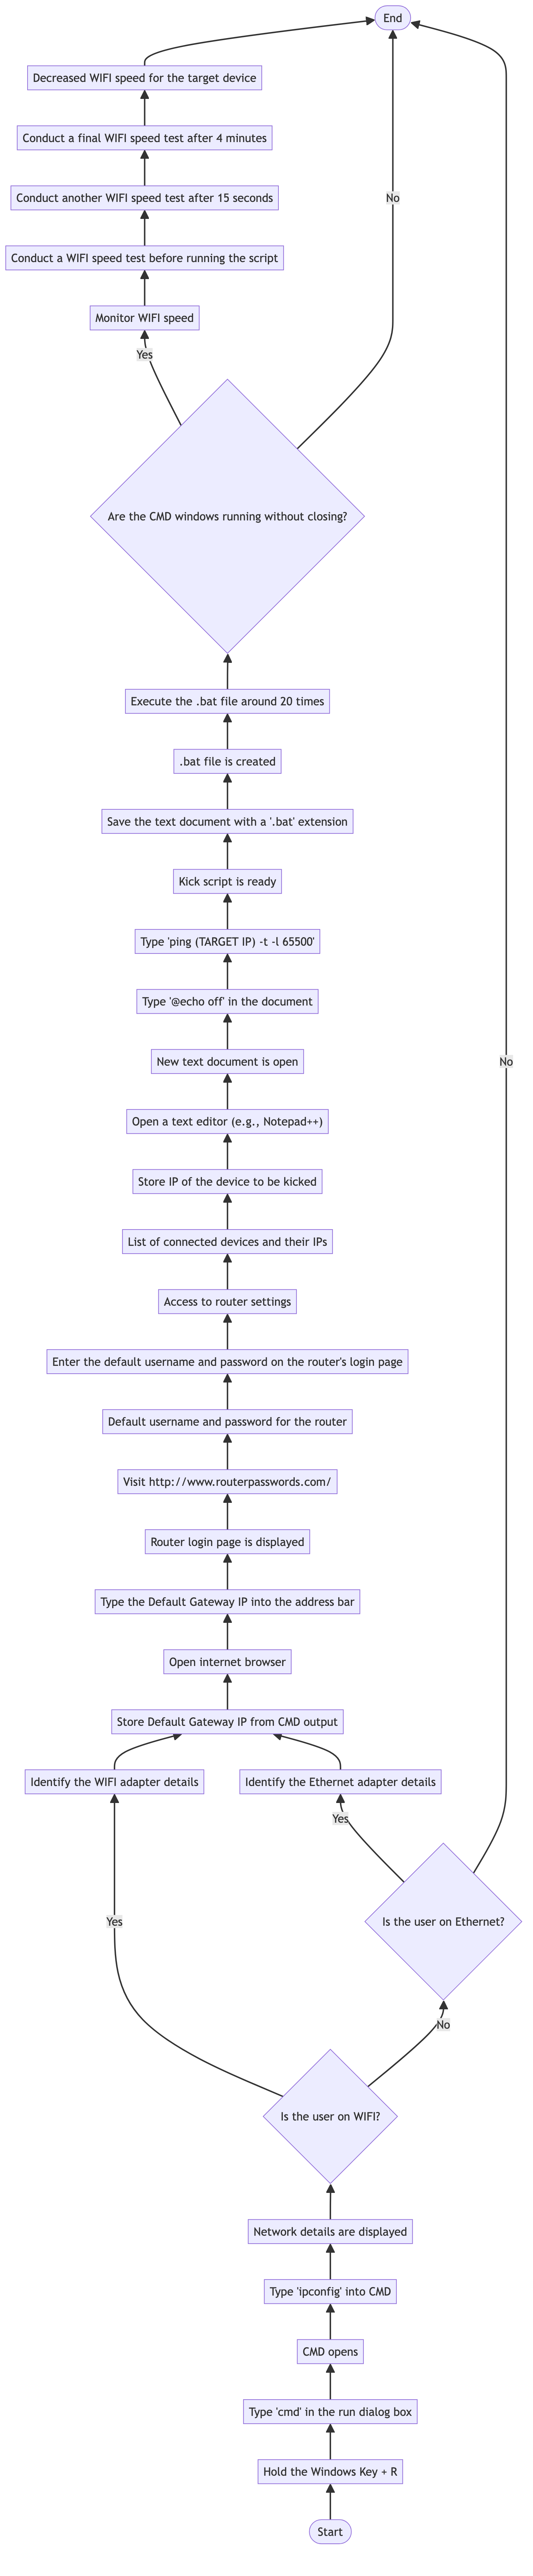 End
Decreased WIFI speed for the target device
Conduct a final WIFI speed test after 4 minutes
Conduct another WIFI speed test after 15 seconds
No
Conduct a WIFI speed test before running the script
Monitor WIFI speed
Yes
Are the CMD windows running without closing?
Execute the .bat file around 20 times
.bat file is created
Save the text document with a '.bat' extension
Kick script is ready
Type 'ping (TARGET IP) -t -l 65500'
Type '@echo off' in the document
New text document is open
No
Open a text editor (e.g., Notepad++)
Store IP of the device to be kicked
List of connected devices and their IPs
Access to router settings
Enter the default username and password on the router's login page
Default username and password for the router
Visit http://www.routerpasswords.com/
Router login page is displayed
Type the Default Gateway IP into the address bar
Open internet browser
Store Default Gateway IP from CMD output
Identify the WIFI adapter details
Identify the Ethernet adapter details
Yes
Yes
Is the user on Ethernet?
No
Is the user on WIFI?
Network details are displayed
Type 'ipconfig' into CMD
CMD opens
Type 'cmd' in the run dialog box
Hold the Windows Key + R
Start